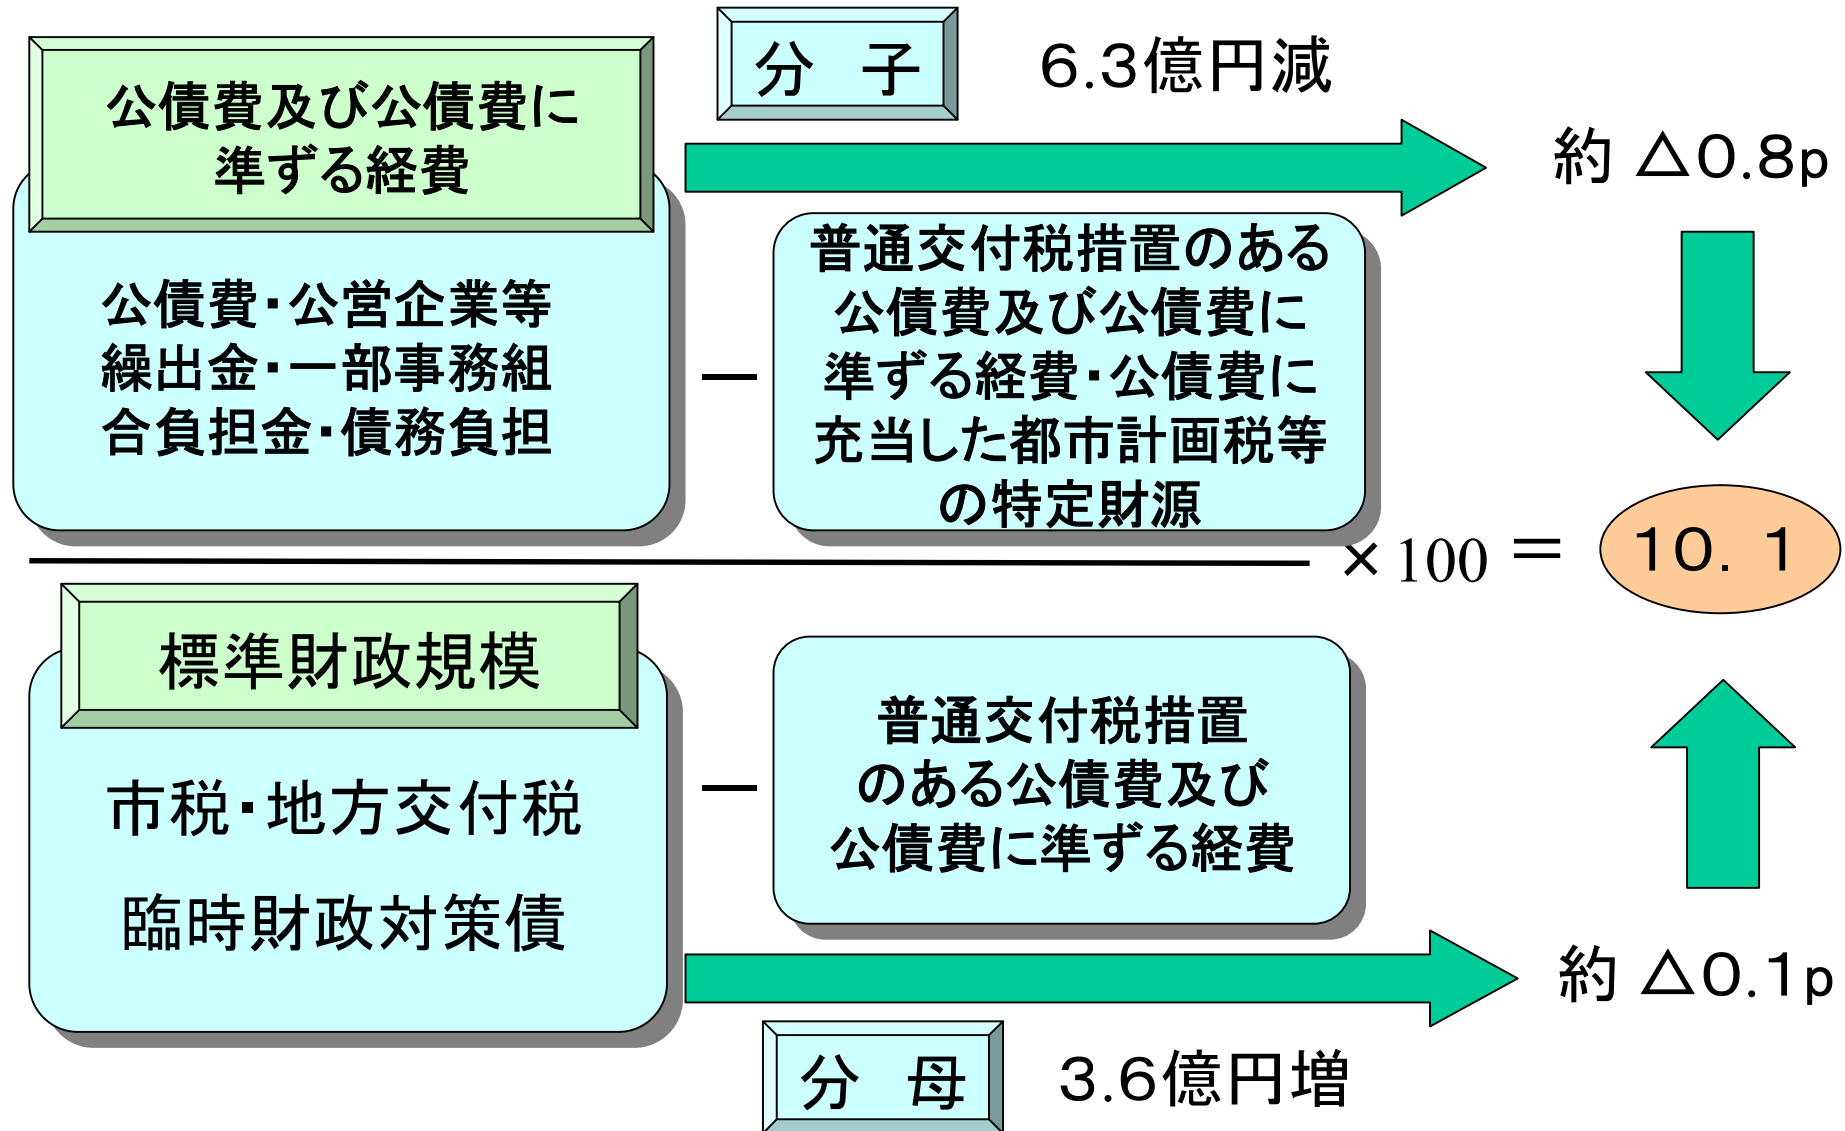 分　子
6.3億円減
公債費及び公債費に
準ずる経費
約 △0.8p
公債費・公営企業等
繰出金・一部事務組
合負担金・債務負担
－
普通交付税措置のある
公債費及び公債費に
準ずる経費・公債費に
充当した都市計画税等
の特定財源
× 100 ＝
10．1
標準財政規模
市税・地方交付税
臨時財政対策債
－
普通交付税措置
のある公債費及び
公債費に準ずる経費
約 △0.1p
分　母
3.6億円増